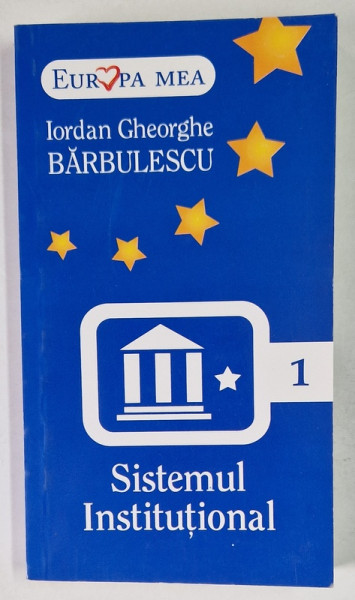 EUROPA MEA
Iordan Gheorghe
BĂRBULESCU
1
Sistemul
Instituțional